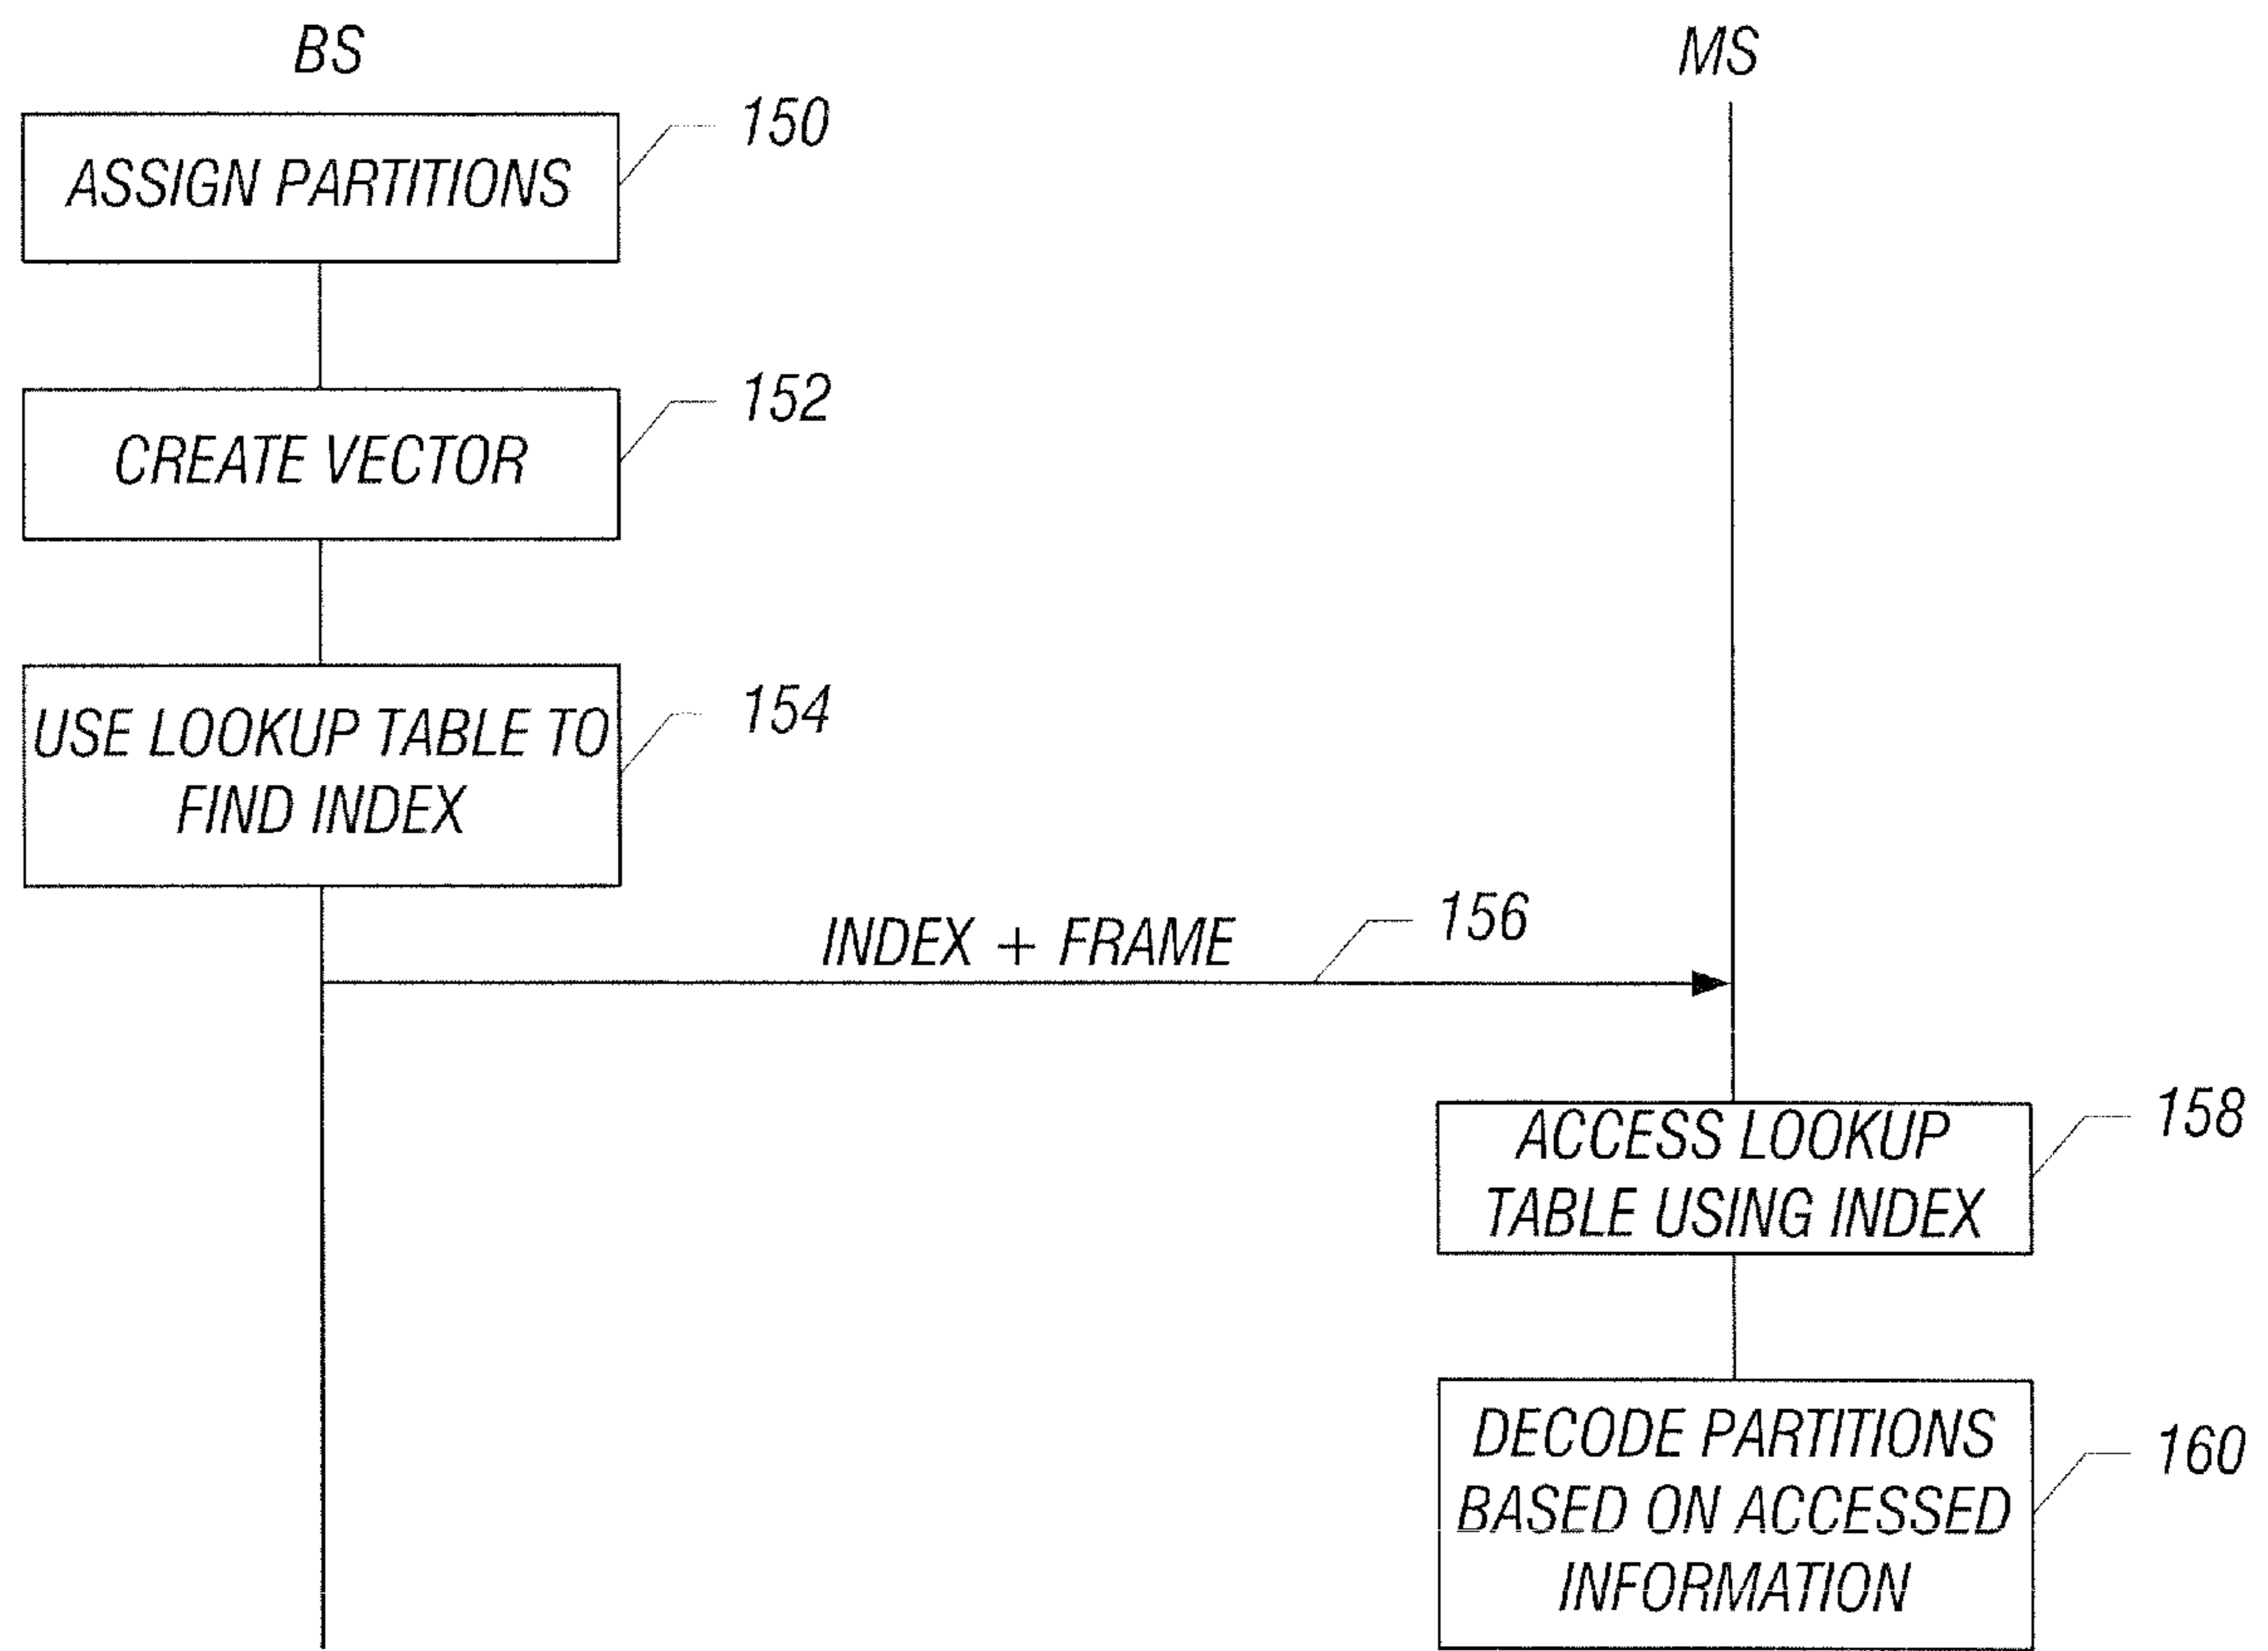 BS
MS
150
ASSIGN PARTITIONS
152
CREATE VECTOR
154
USE LOOKUP TABLE TO
FIND INDEX
156
INDEX + FRAME
158
ACCESS LOOKUP
TABLE USING INDEX
160
DECODE PARTITIONS
BASED ON ACCESSED
INFORMATION